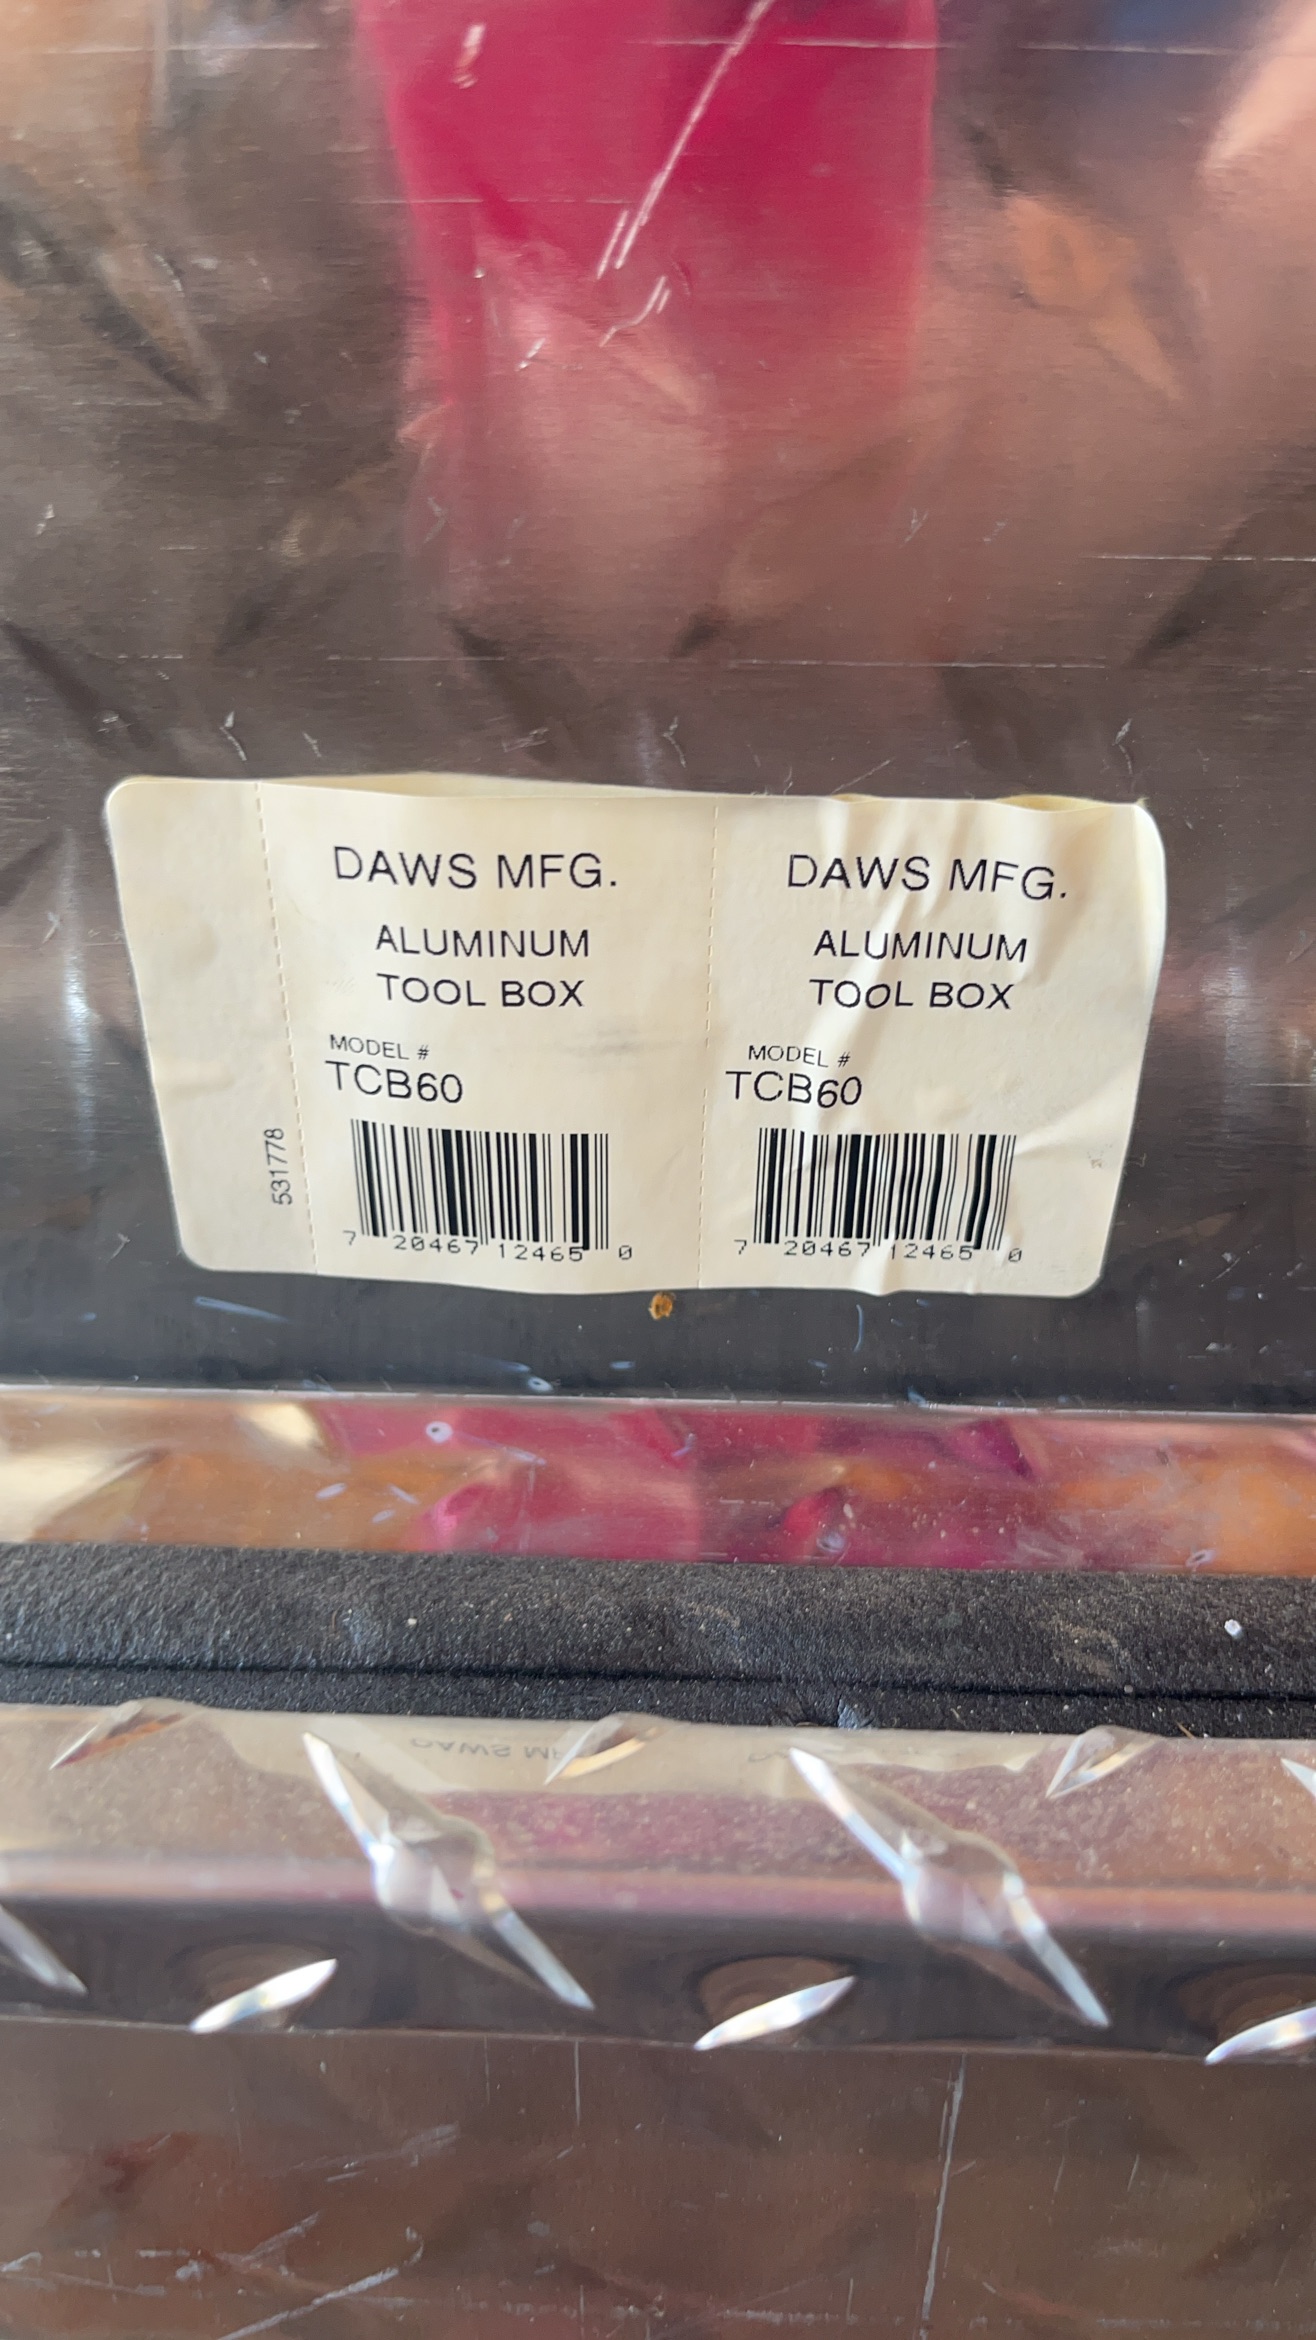 DAWS MFG.
ALUMINUM
TOOL BOX
MODEL #
TCB60
531778
7 20467 12465 0
DAWS MFG.
ALUMINUM
TOOL BOX
MODEL #
TCB60
7 20467 12465 0